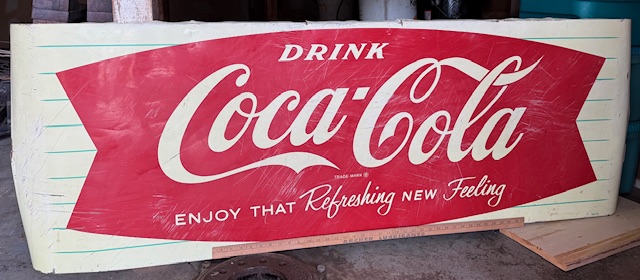 DRINK
Coca-Cola
TRADE-MARK ®
ENJOY THAT Refreshing NEW Feeling